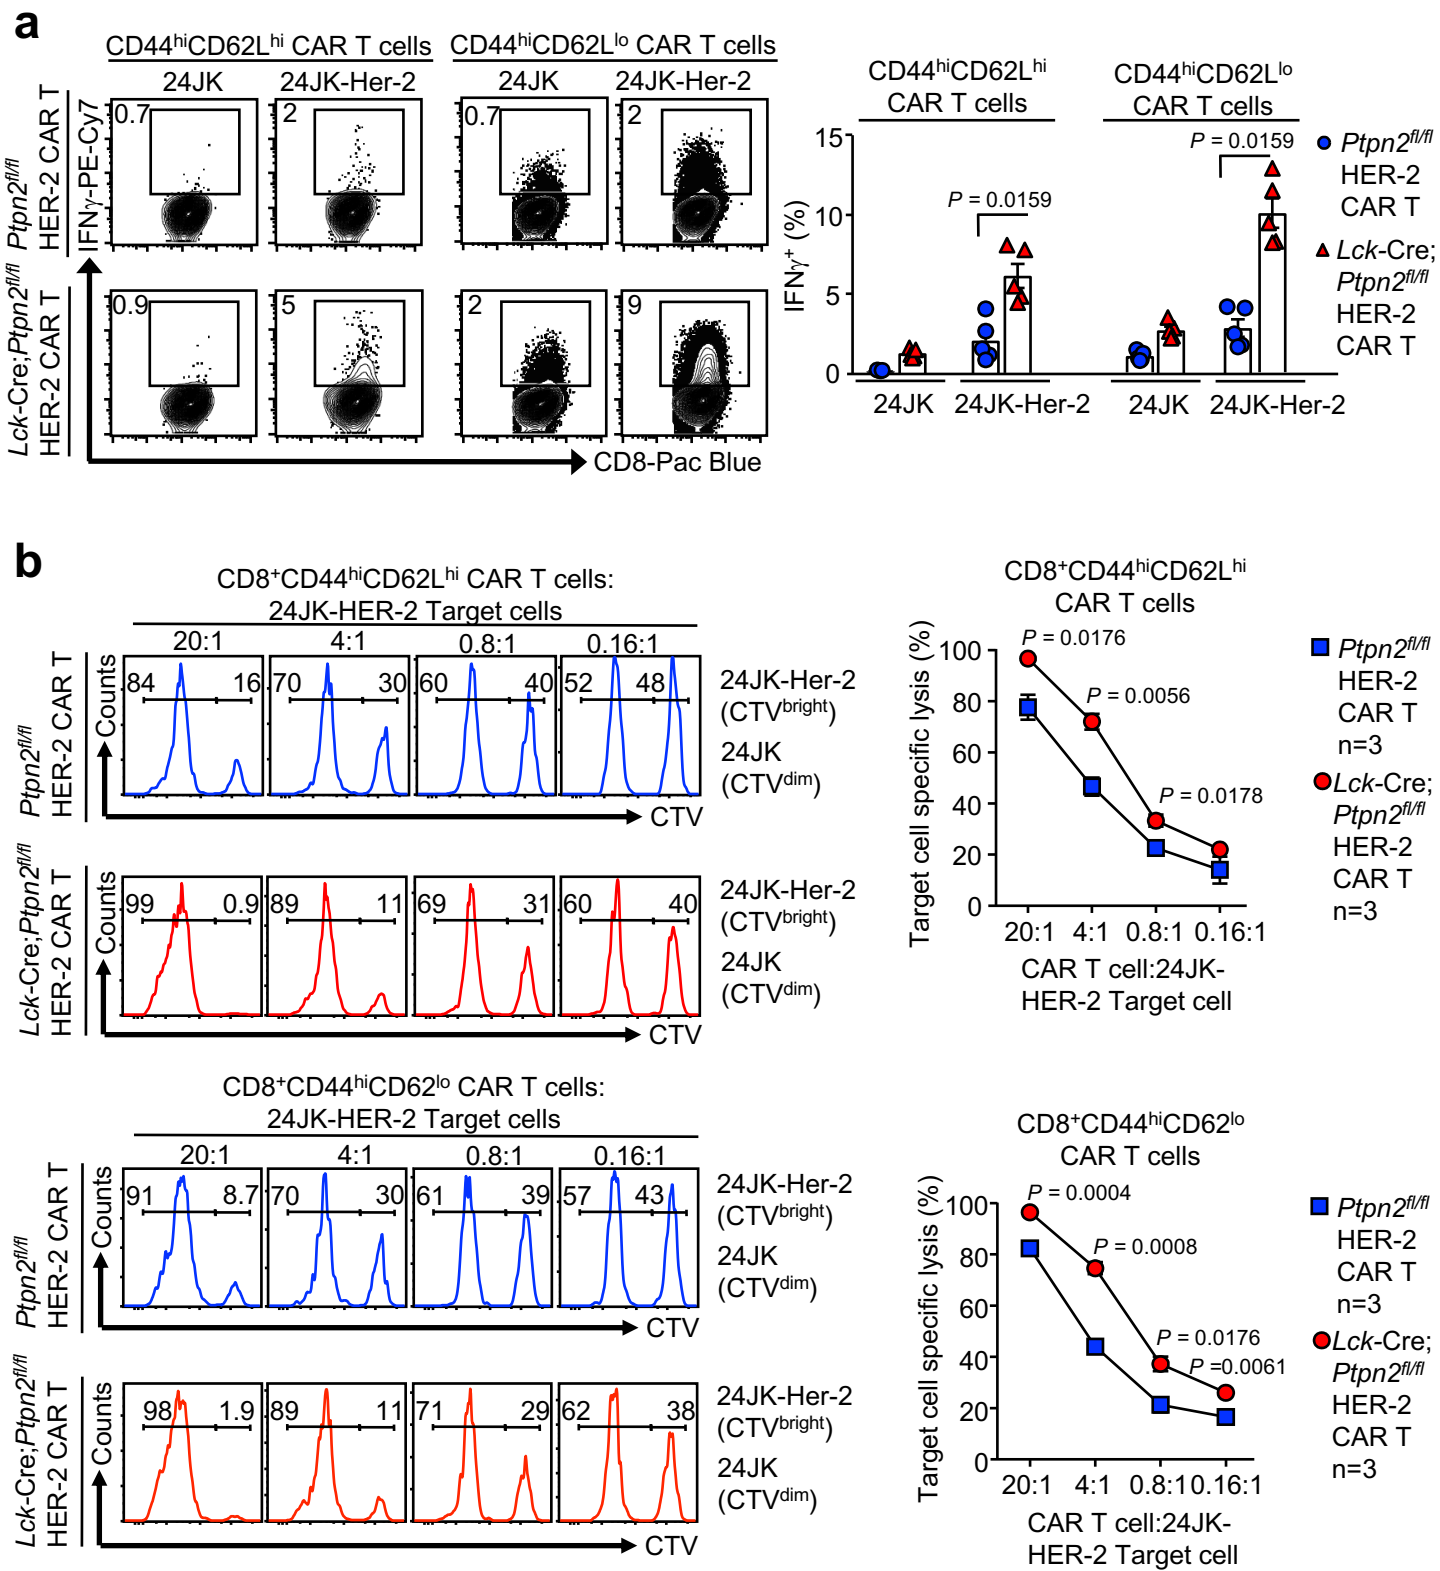 a
CD44hiCD62Lhi CAR T cells
CD44hiCD62Llo CAR T cells
24JK
24JK-Her-2
24JK
24JK-Her-2
Ptpn2fl/fl
HER-2 CAR T
IFNγ-PE-Cy7
0.7
2
0.7
2
Lck-Cre;Ptpn2fl/fl
HER-2 CAR T
0.9
5
2
9
CD8-Pac Blue
CD44hiCD62Lhi
CAR T cells
CD44hiCD62Llo
CAR T cells
IFNγ+ (%)
15
10
5
0
P = 0.0159
P = 0.0159
24JK
24JK-Her-2
24JK
24JK-Her-2
Ptpn2fl/fl
HER-2
CAR T
Lck-Cre;
Ptpn2fl/fl
HER-2
CAR T
b
CD8+CD44hiCD62Lhi CAR T cells:
24JK-HER-2 Target cells
20:1
4:1
0.8:1
0.16:1
Ptpn2fl/fl
HER-2 CAR T
Counts
84
16
70
30
60
40
52
48
CTV
24JK-Her-2
(CTVbright)
24JK
(CTVdim)
Lck-Cre;Ptpn2fl/fl
HER-2 CAR T
Counts
99
0.9
89
11
69
31
60
40
CTV
24JK-Her-2
(CTVbright)
24JK
(CTVdim)
CD8+CD44hiCD62Lhi
CAR T cells
Target cell specific lysis (%)
100
80
60
40
20
0
P = 0.0176
P = 0.0056
P = 0.0178
20:1
4:1
0.8:1
0.16:1
CAR T cell:24JK-
HER-2 Target cell
Ptpn2fl/fl
HER-2
CAR T
n=3
Lck-Cre;
Ptpn2fl/fl
HER-2
CAR T
n=3
CD8+CD44hiCD62lo CAR T cells:
24JK-HER-2 Target cells
20:1
4:1
0.8:1
0.16:1
Ptpn2fl/fl
HER-2 CAR T
Counts
91
8.7
70
30
61
39
57
43
CTV
24JK-Her-2
(CTVbright)
24JK
(CTVdim)
Lck-Cre;Ptpn2fl/fl
HER-2 CAR T
Counts
98
1.9
89
11
71
29
62
38
CTV
24JK-Her-2
(CTVbright)
24JK
(CTVdim)
CD8+CD44hiCD62lo
CAR T cells
Target cell specific lysis (%)
100
80
60
40
20
0
P = 0.0004
P = 0.0008
P = 0.0176
P =0.0061
20:1
4:1
0.8:1
0.16:1
CAR T cell:24JK-
HER-2 Target cell
Ptpn2fl/fl
HER-2
CAR T
n=3
Lck-Cre;
Ptpn2fl/fl
HER-2
CAR T
n=3